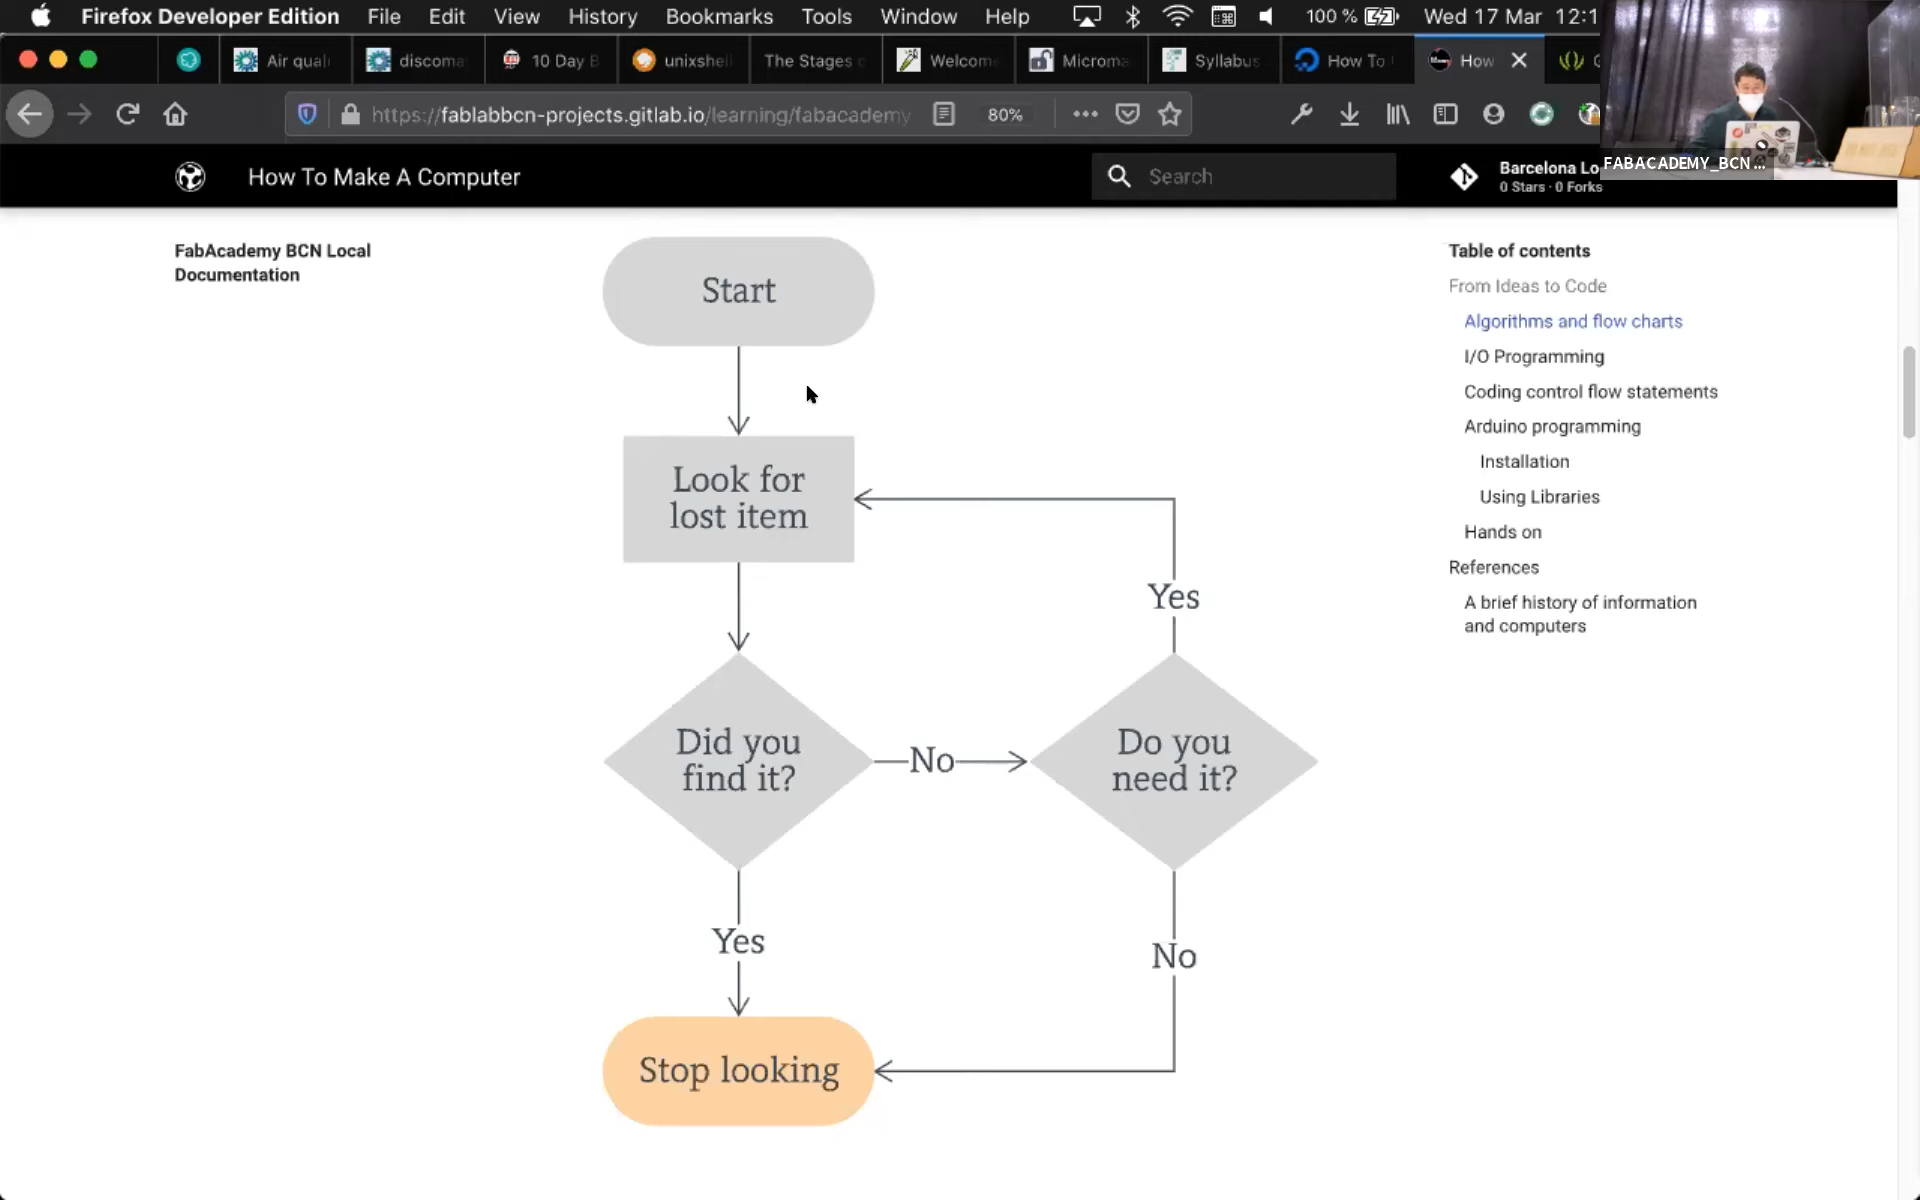 Firefox Developer Edition File Edit View History Bookmarks Tools Window Help 100 % Wed 17 Mar 12:1
Air quali discoma 10 Day B unixshell The Stages Welcome Microma Syllabus How To How
https://fablabbcn-projects.gitlab.io/learning/fabacademy 80%
FABACADEMY_BCN ...
How To Make A Computer
Search
Barcelona Lo
0 Stars · 0 Forks
FabAcademy BCN Local
Documentation
Start
Look for
lost item
Did you
find it?
No
Do you
need it?
Yes
Yes
No
Stop looking
Table of contents
From Ideas to Code
Algorithms and flow charts
I/O Programming
Coding control flow statements
Arduino programming
Installation
Using Libraries
Hands on
References
A brief history of information
and computers